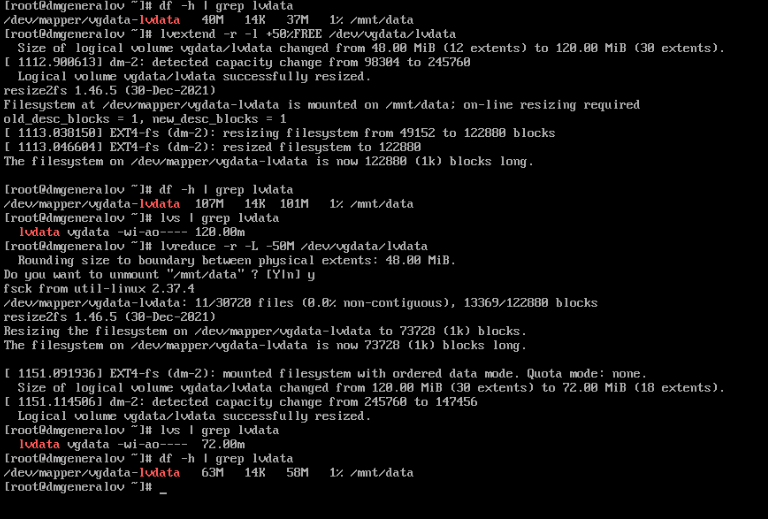 [root@dmgeneralov ~]# df -h | grep lvdata
/dev/mapper/vgdata-lvdata   40M   14K   37M   1% /mnt/data
[root@dmgeneralov ~]# lvextend -r -l +50%FREE /dev/vgdata/lvdata
  Size of logical volume vgdata/lvdata changed from 48.00 MiB (12 extents) to 120.00 MiB (30 extents).
[ 1112.900613] dm-2: detected capacity change from 98304 to 245760
  Logical volume vgdata/lvdata successfully resized.
resize2fs 1.46.5 (30-Dec-2021)
Filesystem at /dev/mapper/vgdata-lvdata is mounted on /mnt/data; on-line resizing required
old_desc_blocks = 1, new_desc_blocks = 1
[ 1113.038150] EXT4-fs (dm-2): resizing filesystem from 49152 to 122880 blocks
[ 1113.046604] EXT4-fs (dm-2): resized filesystem to 122880
The filesystem on /dev/mapper/vgdata-lvdata is now 122880 (1k) blocks long.

[root@dmgeneralov ~]# df -h | grep lvdata
/dev/mapper/vgdata-lvdata  107M   14K  101M   1% /mnt/data
[root@dmgeneralov ~]# lvs | grep lvdata
  lvdata vgdata -wi-ao---- 120.00m
[root@dmgeneralov ~]# lvreduce -r -L -50M /dev/vgdata/lvdata
  Rounding size to boundary between physical extents: 48.00 MiB.
Do you want to unmount "/mnt/data" ? [Y|n] y
fsck from util-linux 2.37.4
/dev/mapper/vgdata-lvdata: 11/30720 files (0.0% non-contiguous), 13369/122880 blocks
resize2fs 1.46.5 (30-Dec-2021)
Resizing the filesystem on /dev/mapper/vgdata-lvdata to 73728 (1k) blocks.
The filesystem on /dev/mapper/vgdata-lvdata is now 73728 (1k) blocks long.

[ 1151.091936] EXT4-fs (dm-2): mounted filesystem with ordered data mode. Quota mode: none.
  Size of logical volume vgdata/lvdata changed from 120.00 MiB (30 extents) to 72.00 MiB (18 extents).
[ 1151.114506] dm-2: detected capacity change from 245760 to 147456
  Logical volume vgdata/lvdata successfully resized.
[root@dmgeneralov ~]# lvs | grep lvdata
  lvdata vgdata -wi-ao----  72.00m
[root@dmgeneralov ~]# df -h | grep lvdata
/dev/mapper/vgdata-lvdata   63M   14K   58M   1% /mnt/data
[root@dmgeneralov ~]# _